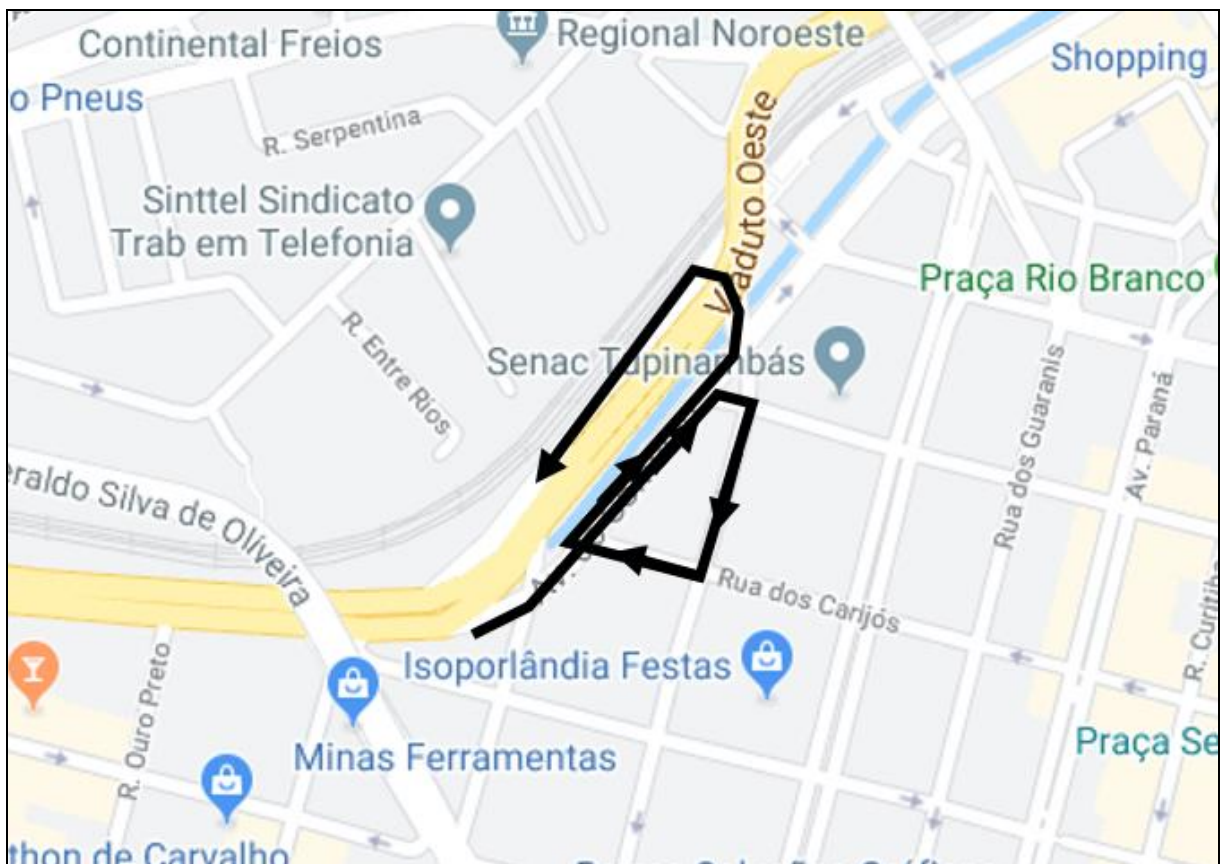 Continental Freios
Regional Noroeste
Shopping
o Pneus
R. Serpentina
Viaduto Oeste
Sinttel Sindicato
Trab em Telefonia
Praça Rio Branco
R. Entre Rios
Senac Tupinambás
Rua dos Guaranis
Av. Paraná
eraldo Silva de Oliveira
Rua dos Carijós
R. Curitiba
R. Ouro Preto
Isoporlândia Festas
Minas Ferramentas
Praça Se
thon de Carvalho